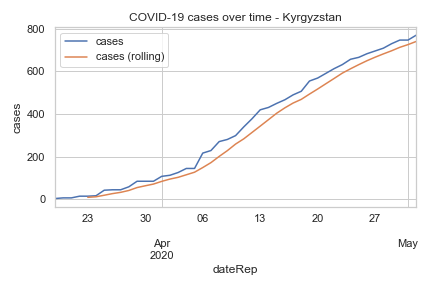 COVID-19 cases over time - Kyrgyzstan
cases
cases (rolling)
800
600
400
200
0
cases
23
30
06
13
20
27
Apr
2020
May
dateRep